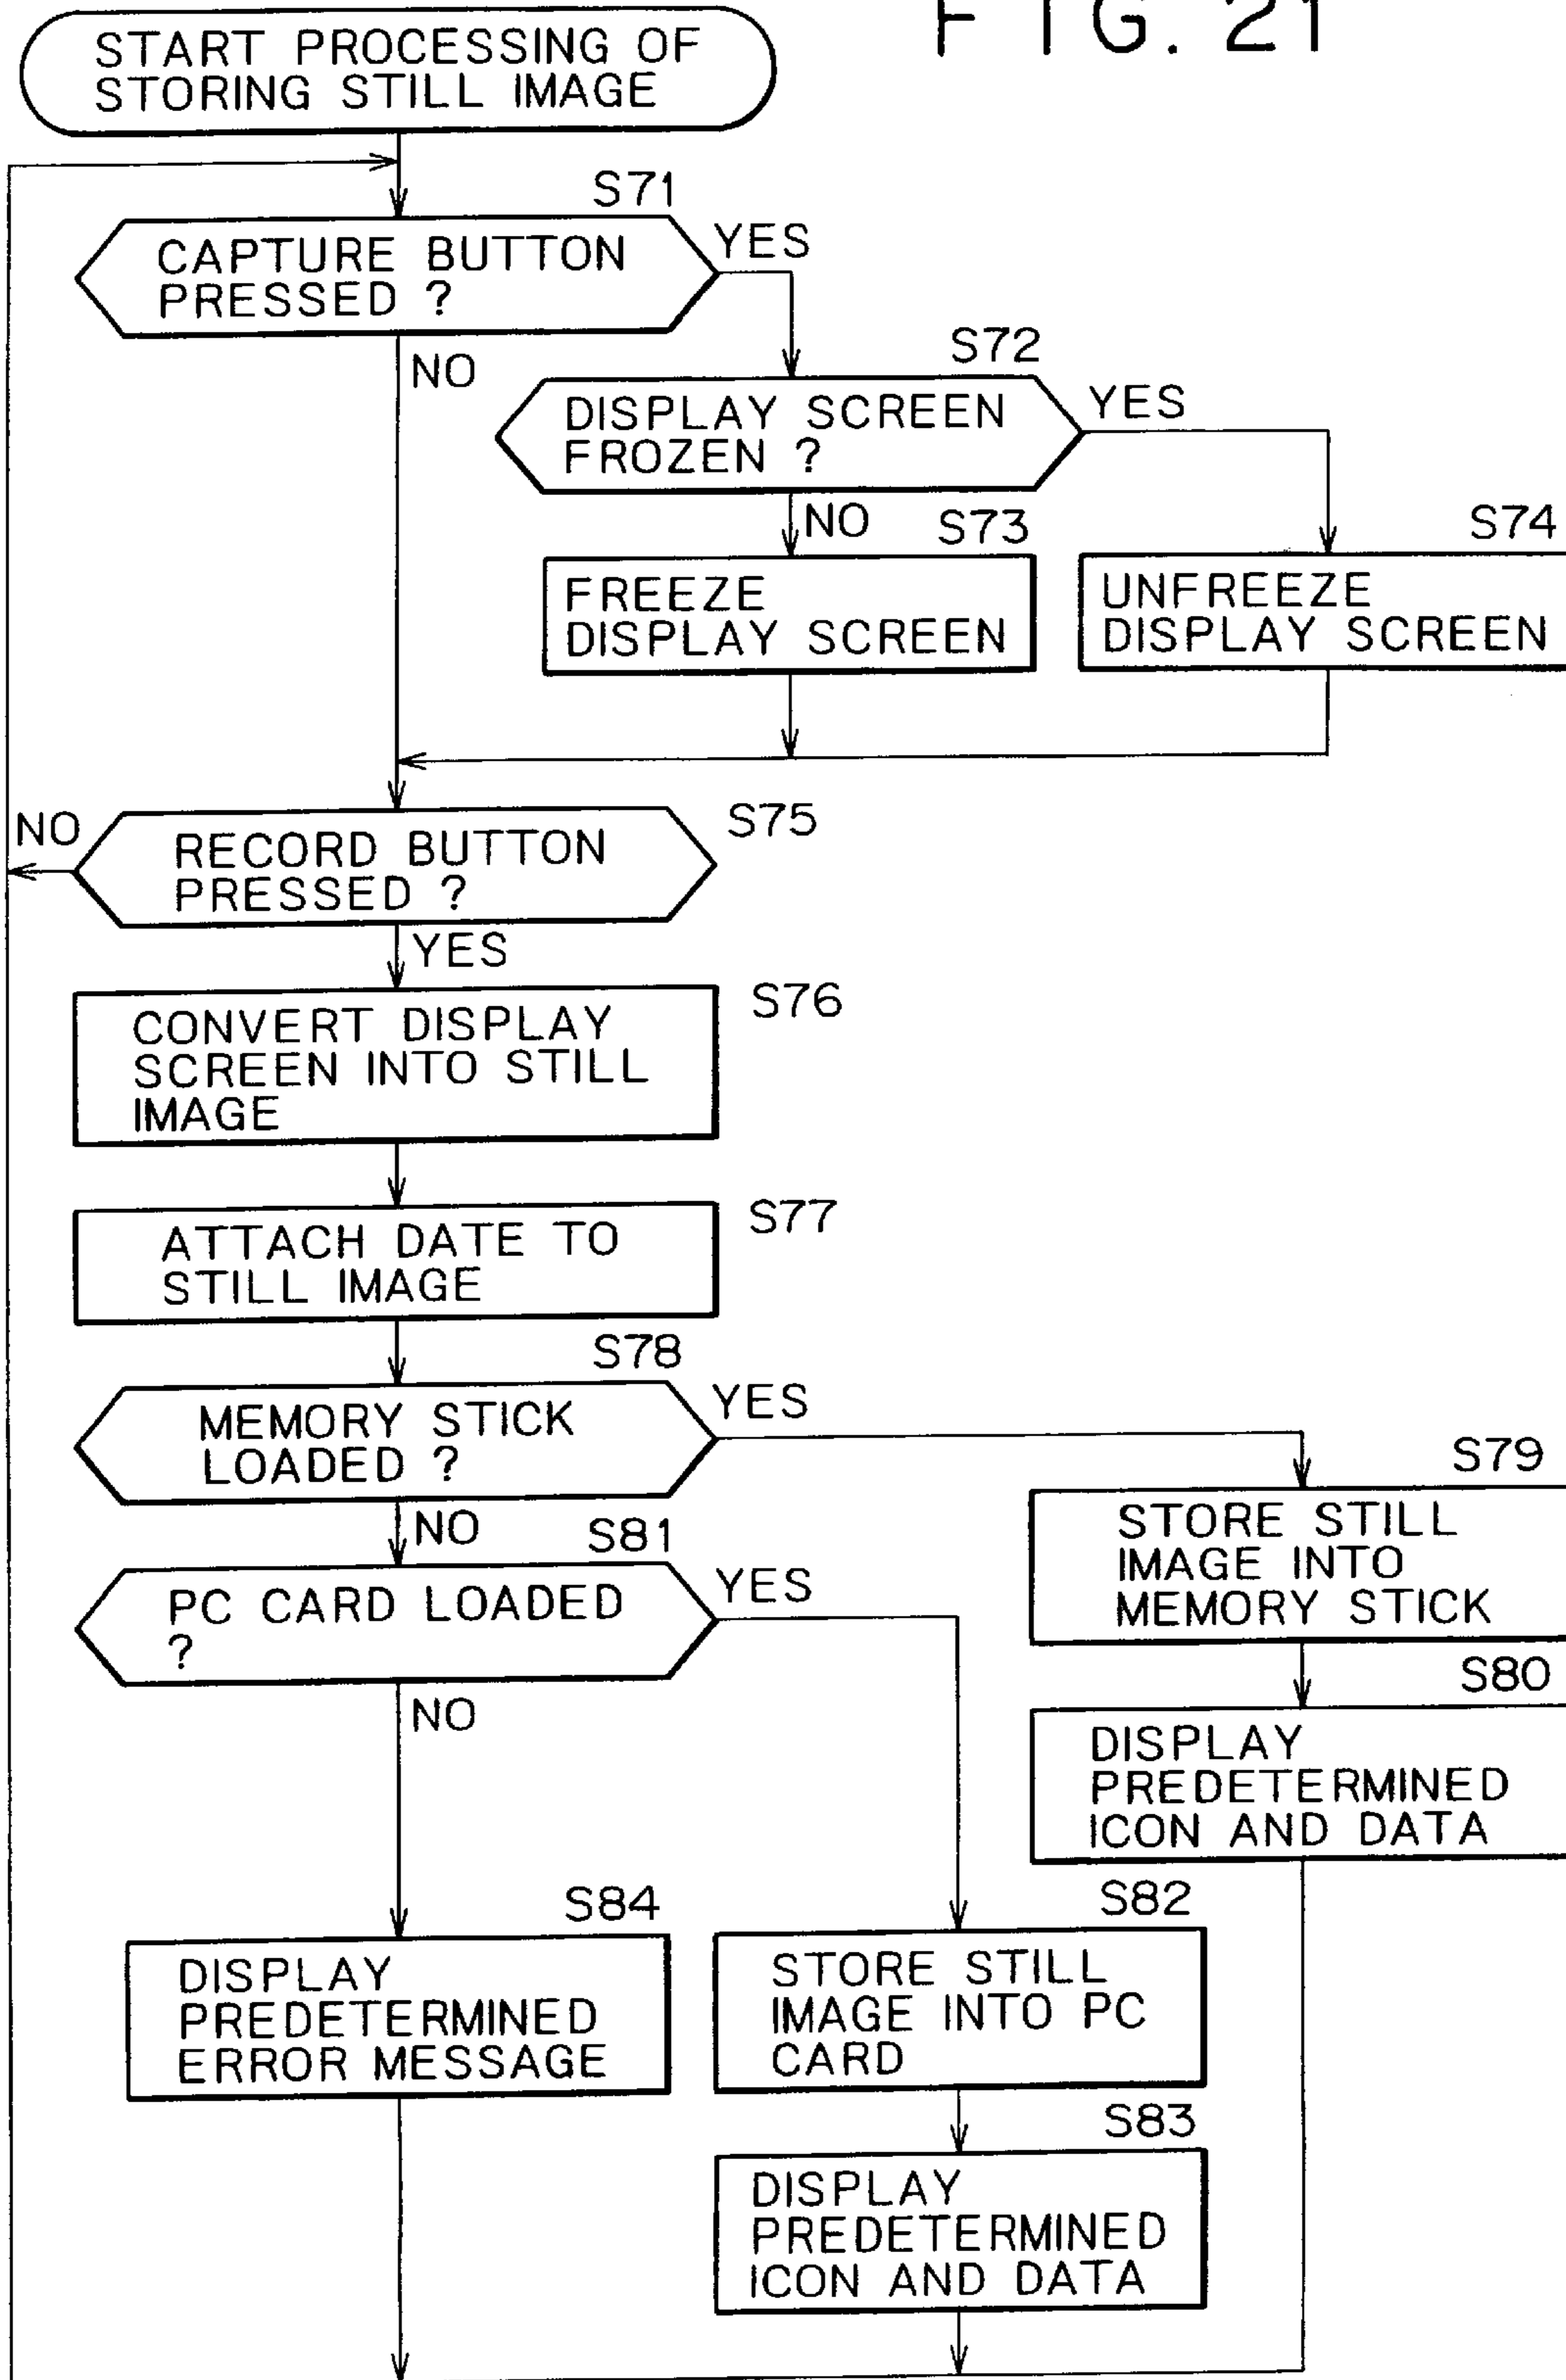 FIG. 21
START PROCESSING OF
STORING STILL IMAGE
S71
CAPTURE BUTTON
PRESSED ?
YES
NO
S72
DISPLAY SCREEN
FROZEN ?
YES
NO
S73
FREEZE
DISPLAY SCREEN
S74
UNFREEZE
DISPLAY SCREEN
S75
RECORD BUTTON
PRESSED ?
NO
YES
S76
CONVERT DISPLAY
SCREEN INTO STILL
IMAGE
S77
ATTACH DATE TO
STILL IMAGE
S78
MEMORY STICK
LOADED ?
YES
NO
S79
STORE STILL
IMAGE INTO
MEMORY STICK
S80
DISPLAY
PREDETERMINED
ICON AND DATA
S81
PC CARD LOADED
?
YES
NO
S82
STORE STILL
IMAGE INTO PC
CARD
S83
DISPLAY
PREDETERMINED
ICON AND DATA
S84
DISPLAY
PREDETERMINED
ERROR MESSAGE